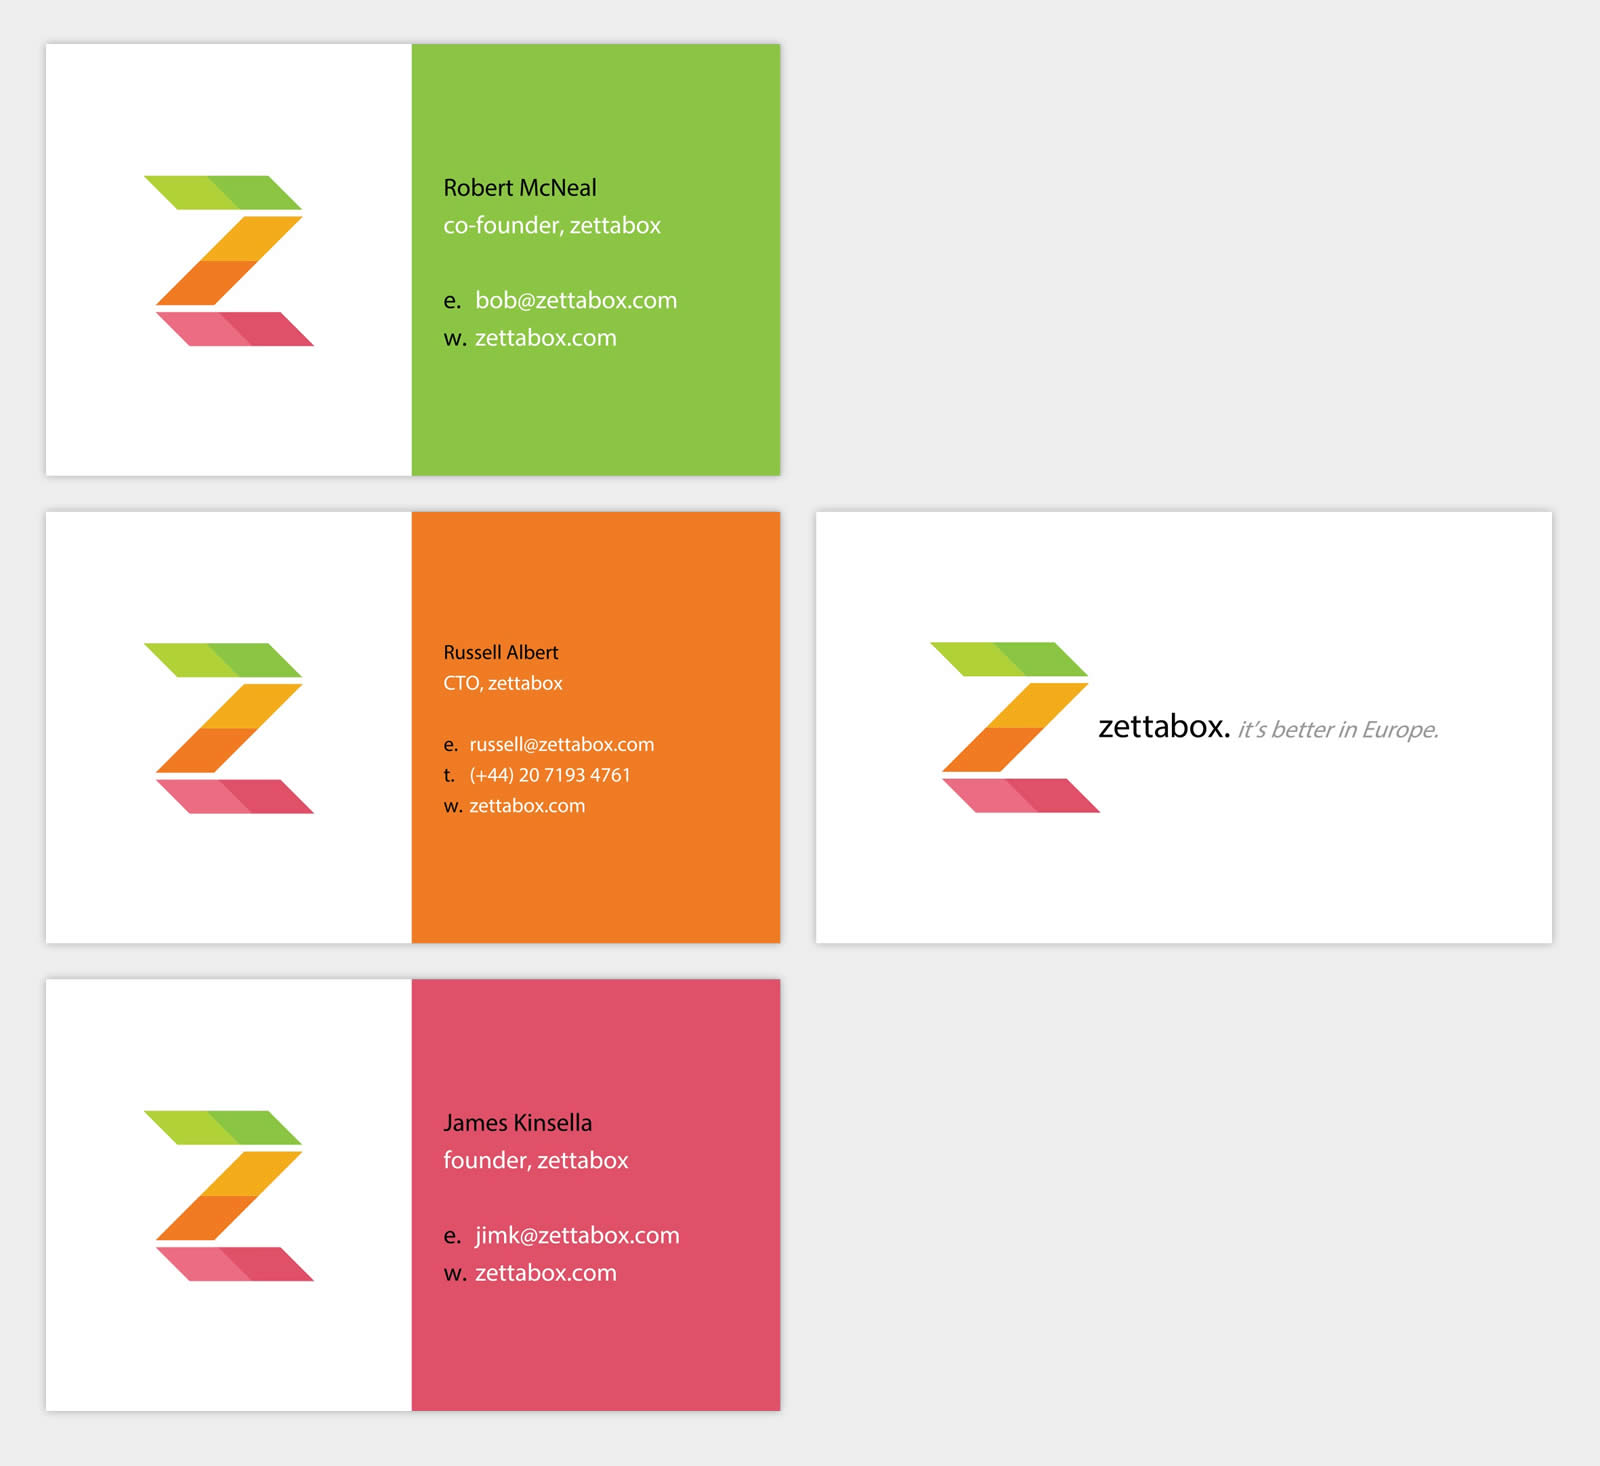 Robert McNeal
co-founder, zettabox
e. bob@zettabox.com
w. zettabox.com
Russell Albert
CTO, zettabox
e. russell@zettabox.com
t. (+44) 20 7193 4761
w. zettabox.com
zettabox. it's better in Europe.
James Kinsella
founder, zettabox
e. jimk@zettabox.com
w. zettabox.com